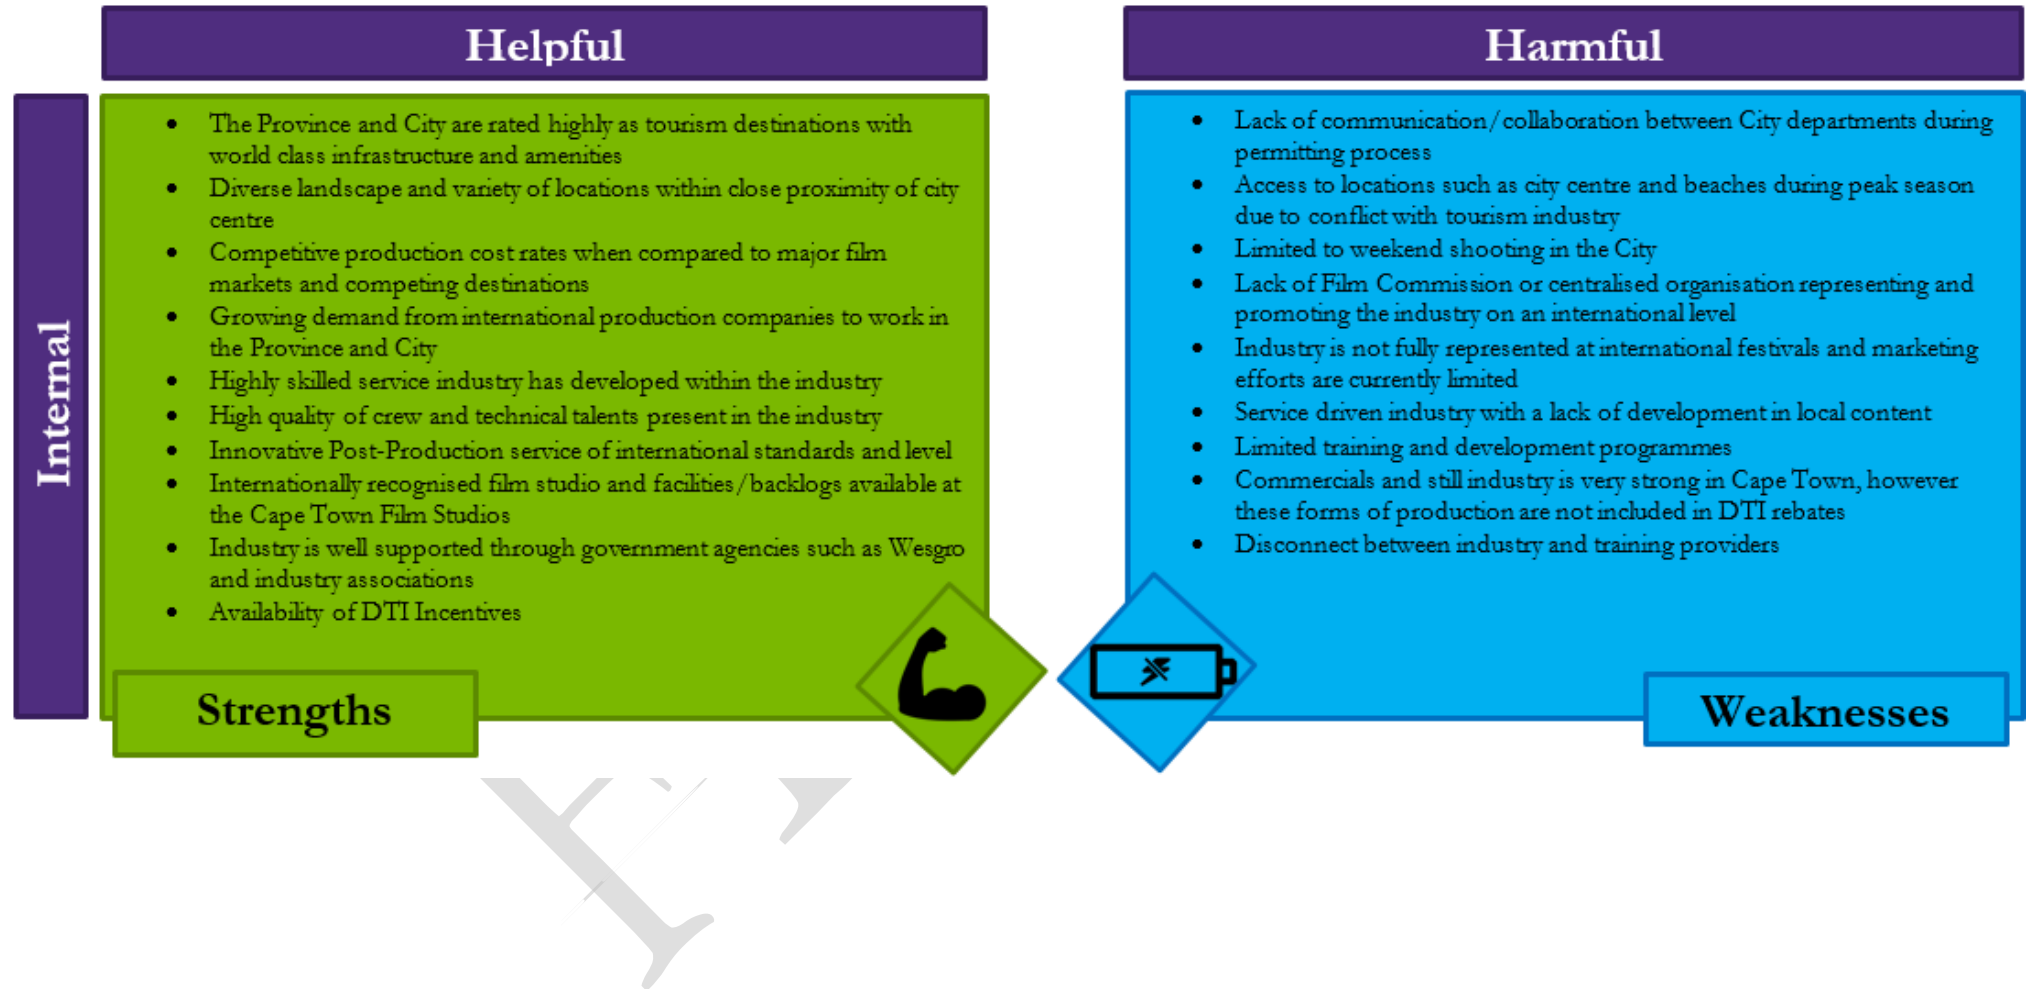 Helpful
Harmful
Internal
• The Province and City are rated highly as tourism destinations with
world class infrastructure and amenities
• Diverse landscape and variety of locations within close proximity of city
centre
• Competitive production cost rates when compared to major film
markets and competing destinations
• Growing demand from international production companies to work in
the Province and City
• Highly skilled service industry has developed within the industry
• High quality of crew and technical talents present in the industry
• Innovative Post-Production service of international standards and level
• Internationally recognised film studio and facilities/backlogs available at
the Cape Town Film Studios
• Industry is well supported through government agencies such as Wesgro
and industry associations
• Availability of DTI Incentives
Strengths
• Lack of communication/collaboration between City departments during
permitting process
• Access to locations such as city centre and beaches during peak season
due to conflict with tourism industry
• Limited to weekend shooting in the City
• Lack of Film Commission or centralised organisation representing and
promoting the industry on an international level
• Industry is not fully represented at international festivals and marketing
efforts are currently limited
• Service driven industry with a lack of development in local content
• Limited training and development programmes
• Commercials and still industry is very strong in Cape Town, however
these forms of production are not included in DTI rebates
• Disconnect between industry and training providers
Weaknesses